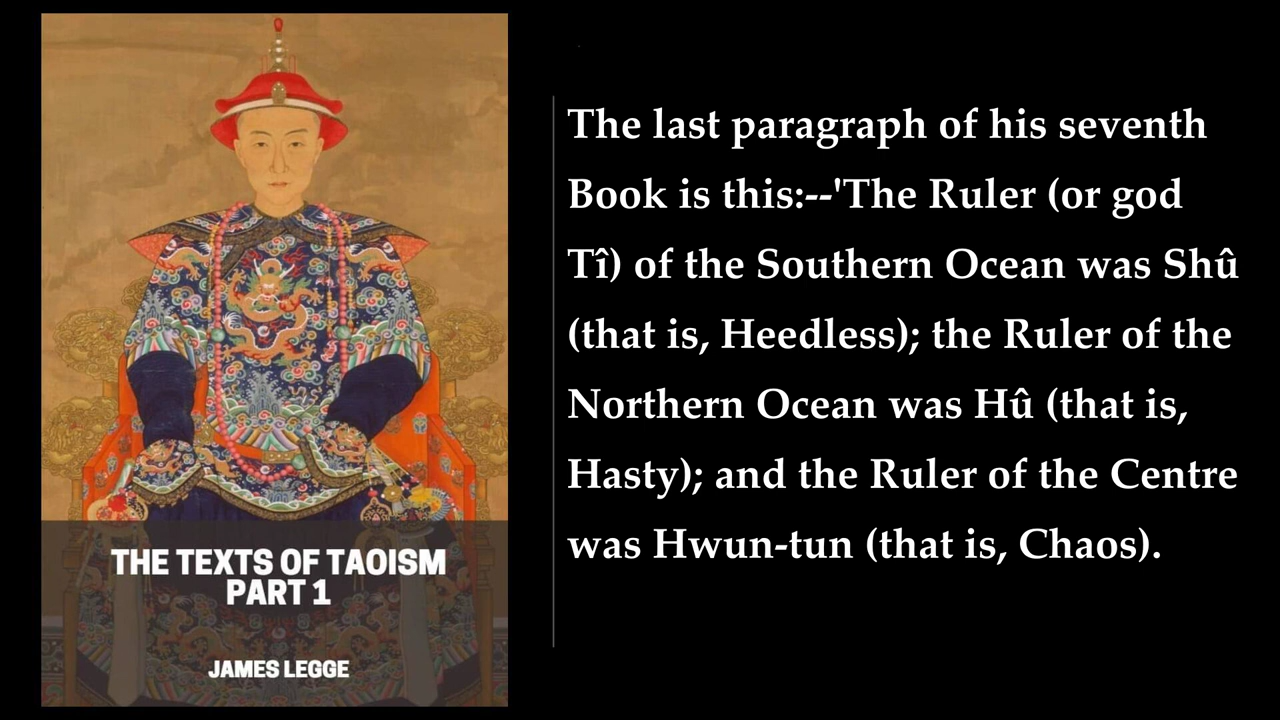 THE TEXTS OF TAOISM
PART 1
JAMES LEGGE
The last paragraph of his seventh
Book is this:--'The Ruler (or god
Tî) of the Southern Ocean was Shû
(that is, Heedless); the Ruler of the
Northern Ocean was Hû (that is,
Hasty); and the Ruler of the Centre
was Hwun-tun (that is, Chaos).